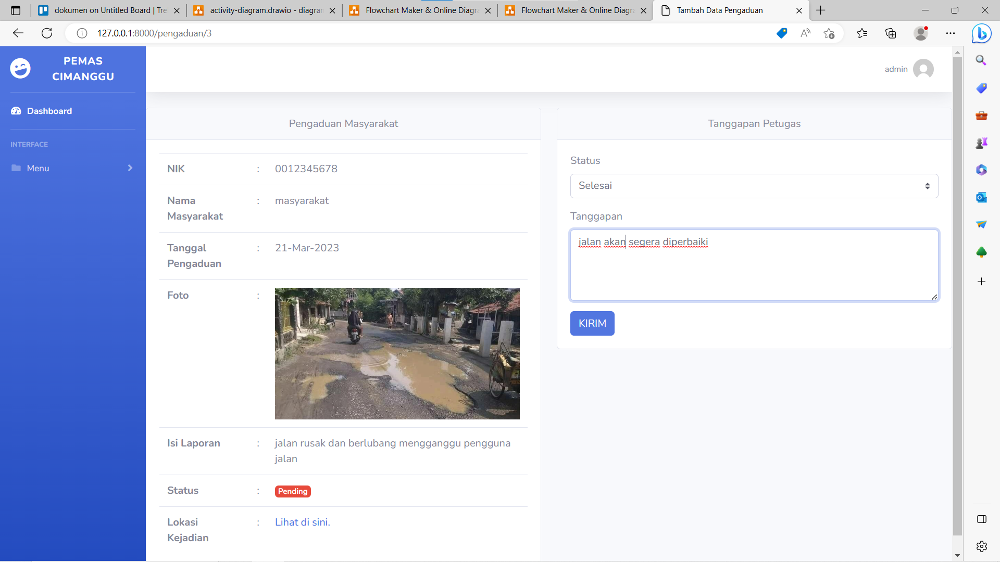 dokumen on Untitled Board | Tre
activity-diagram.drawio - diagran
Flowchart Maker & Online Diagra
Flowchart Maker & Online Diagra
Tambah Data Pengaduan
127.0.0.1:8000/pengaduan/3
PEMAS
CIMANGGU
admin
Dashboard
INTERFACE
Menu
Pengaduan Masyarakat
NIK : 0012345678
Nama : masyarakat
Masyarakat
Tanggal : 21-Mar-2023
Pengaduan
Foto :
Isi Laporan : jalan rusak dan berlubang mengganggu pengguna
jalan
Status : Pending
Lokasi : Lihat di sini.
Kejadian
Tanggapan Petugas
Status
Selesai
Tanggapan
jalan akan segera diperbaiki
KIRIM